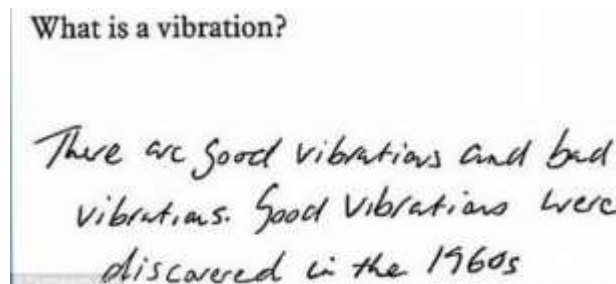 What is a vibration?
There are good vibrations and bad
vibrations. Good vibrations were
discovered in the 1960s